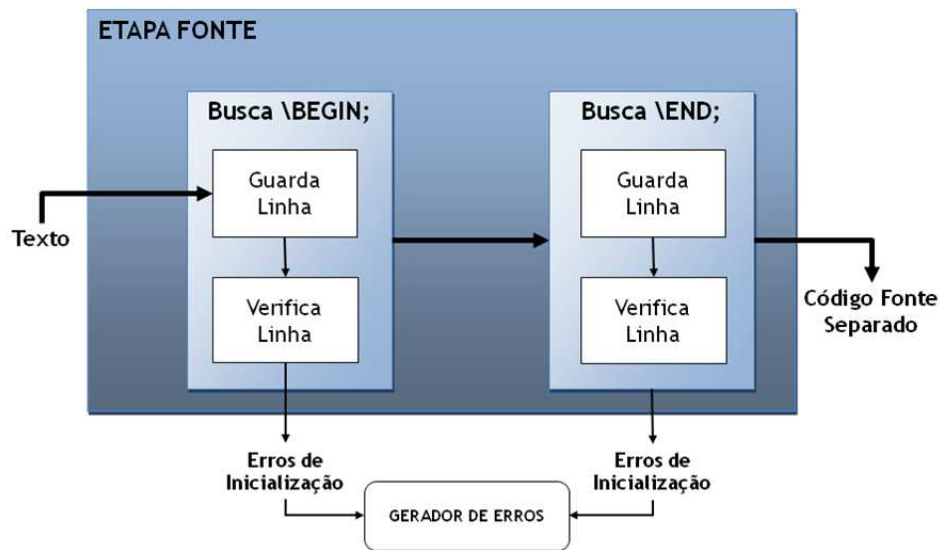 ETAPA FONTE
Busca \BEGIN;
Guarda
Linha
Verifica
Linha
Busca \END;
Guarda
Linha
Verifica
Linha
Texto
Código Fonte
Separado
Erros de
Inicialização
Erros de
Inicialização
GERADOR DE ERROS